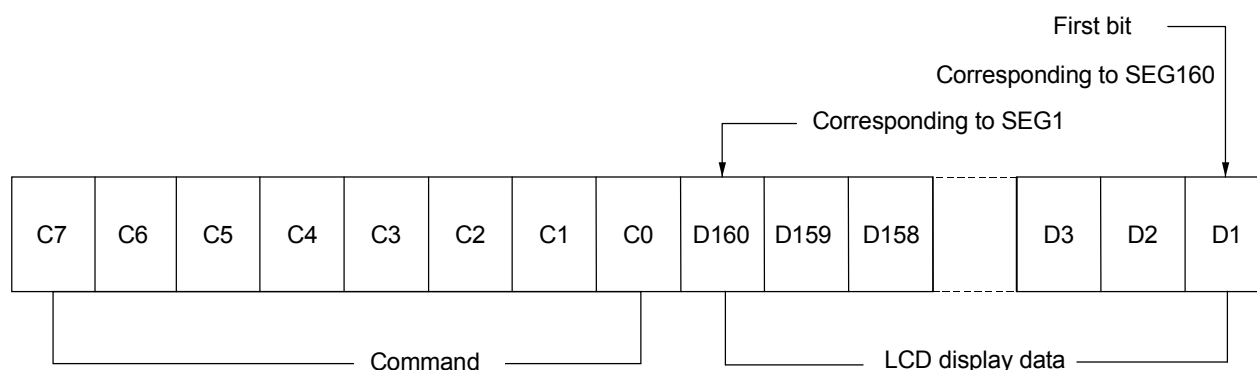 First bit
Corresponding to SEG160
Corresponding to SEG1
C7 C6 C5 C4 C3 C2 C1 C0 D160 D159 D158 D3 D2 D1
Command LCD display data